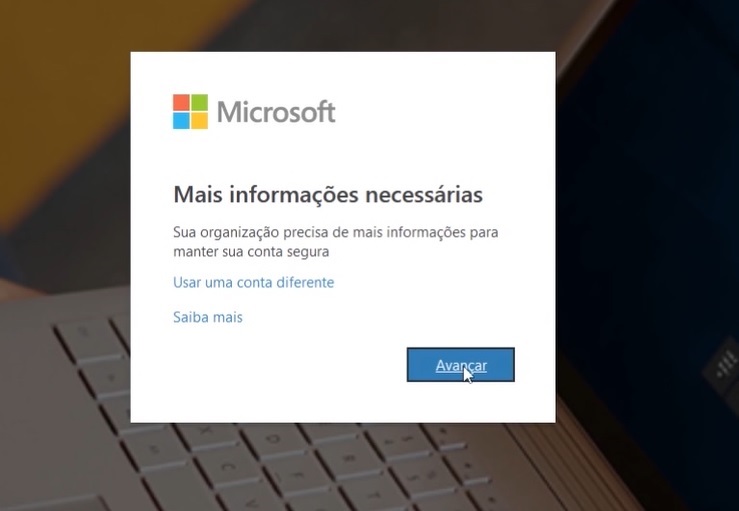 Microsoft
Mais informações necessárias
Sua organização precisa de mais informações para
manter sua conta segura
Usar uma conta diferente
Saiba mais
Avançar